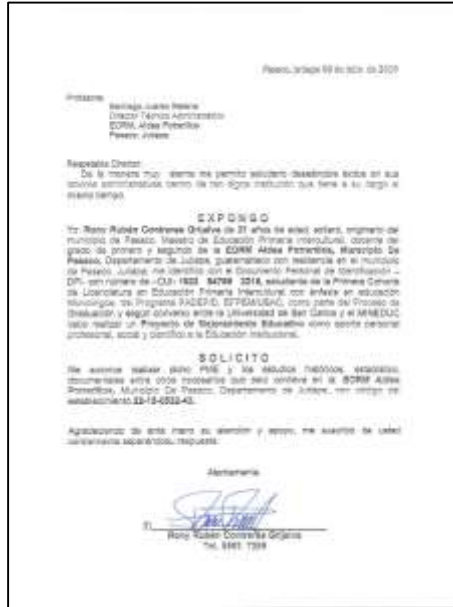 Pasaco, Jutiapa 09 de julio de 2020
Profesor:
Santiago Juárez
Director Técnico Administrativo
EORM, Aldea Potrerillos
Pasaco, Jutiapa
Respetable Director:
De la manera muy atenta me permito saludarlo deseándole éxitos en sus
labores administrativas dentro de tan digna institución que tiene a su cargo al
mismo tiempo.
EXPONGO
Yo: Rony Rubén Contreras Grijalva de 31 años de edad, soltero, originario del
municipio de Pasaco, Maestro de Educación Primaria Intercultural, docente del
grado de primero y segundo de la EORM Aldea Potrerillos, Municipio De
Pasaco, Departamento de Jutiapa, guatemalteco con residencia en el municipio
de Pasaco, Jutiapa, me identifico con el Documento Personal de Identificación –
DPI- con número de –CUI- estudiante de la Primera Cohorte
de Licenciatura en Educación Primaria Intercultural con énfasis en educación
del Programa PADEP/D, EFPEM/USAC, como parte del Proceso de
Graduación y según convenio entre la Universidad de San Carlos y el MINEDUC
debo realizar un Proyecto de Mejoramiento Educativo como aporte personal
profesional, social y científico a la Educación Institucional.
SOLICITO
Me autorice realizar dicho PME y los estudios históricos, estadístico,
documentales entre otros necesarios que esto conlleva en la EORM Aldea
Potrerillos, Municipio De Pasaco, Departamento de Jutiapa, con código de
establecimiento
Agradeciendo de ante mano su atención y apoyo, me suscribo de usted
cordialmente esperándolo, respuesta.
Atentamente
Rony Rubén Contreras Grijalva
Tel.